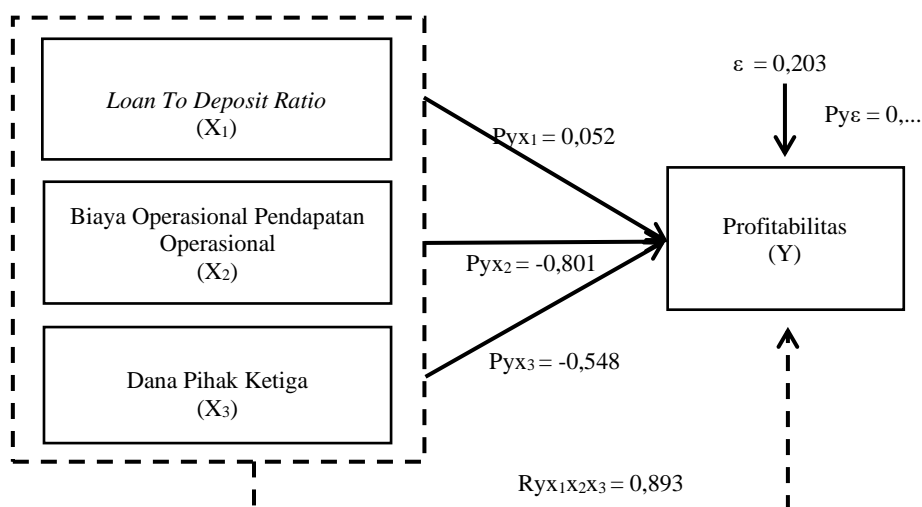 Loan To Deposit Ratio
(X₁)
Biaya Operasional Pendapatan
Operasional
(X₂)
Dana Pihak Ketiga
(X₃)
Pyx₁ = 0,052
Pyx₂ = -0,801
Pyx₃ = -0,548
ε = 0,203
Pyε = 0,...
Profitabilitas
(Y)
Ryx₁x₂x₃ = 0,893